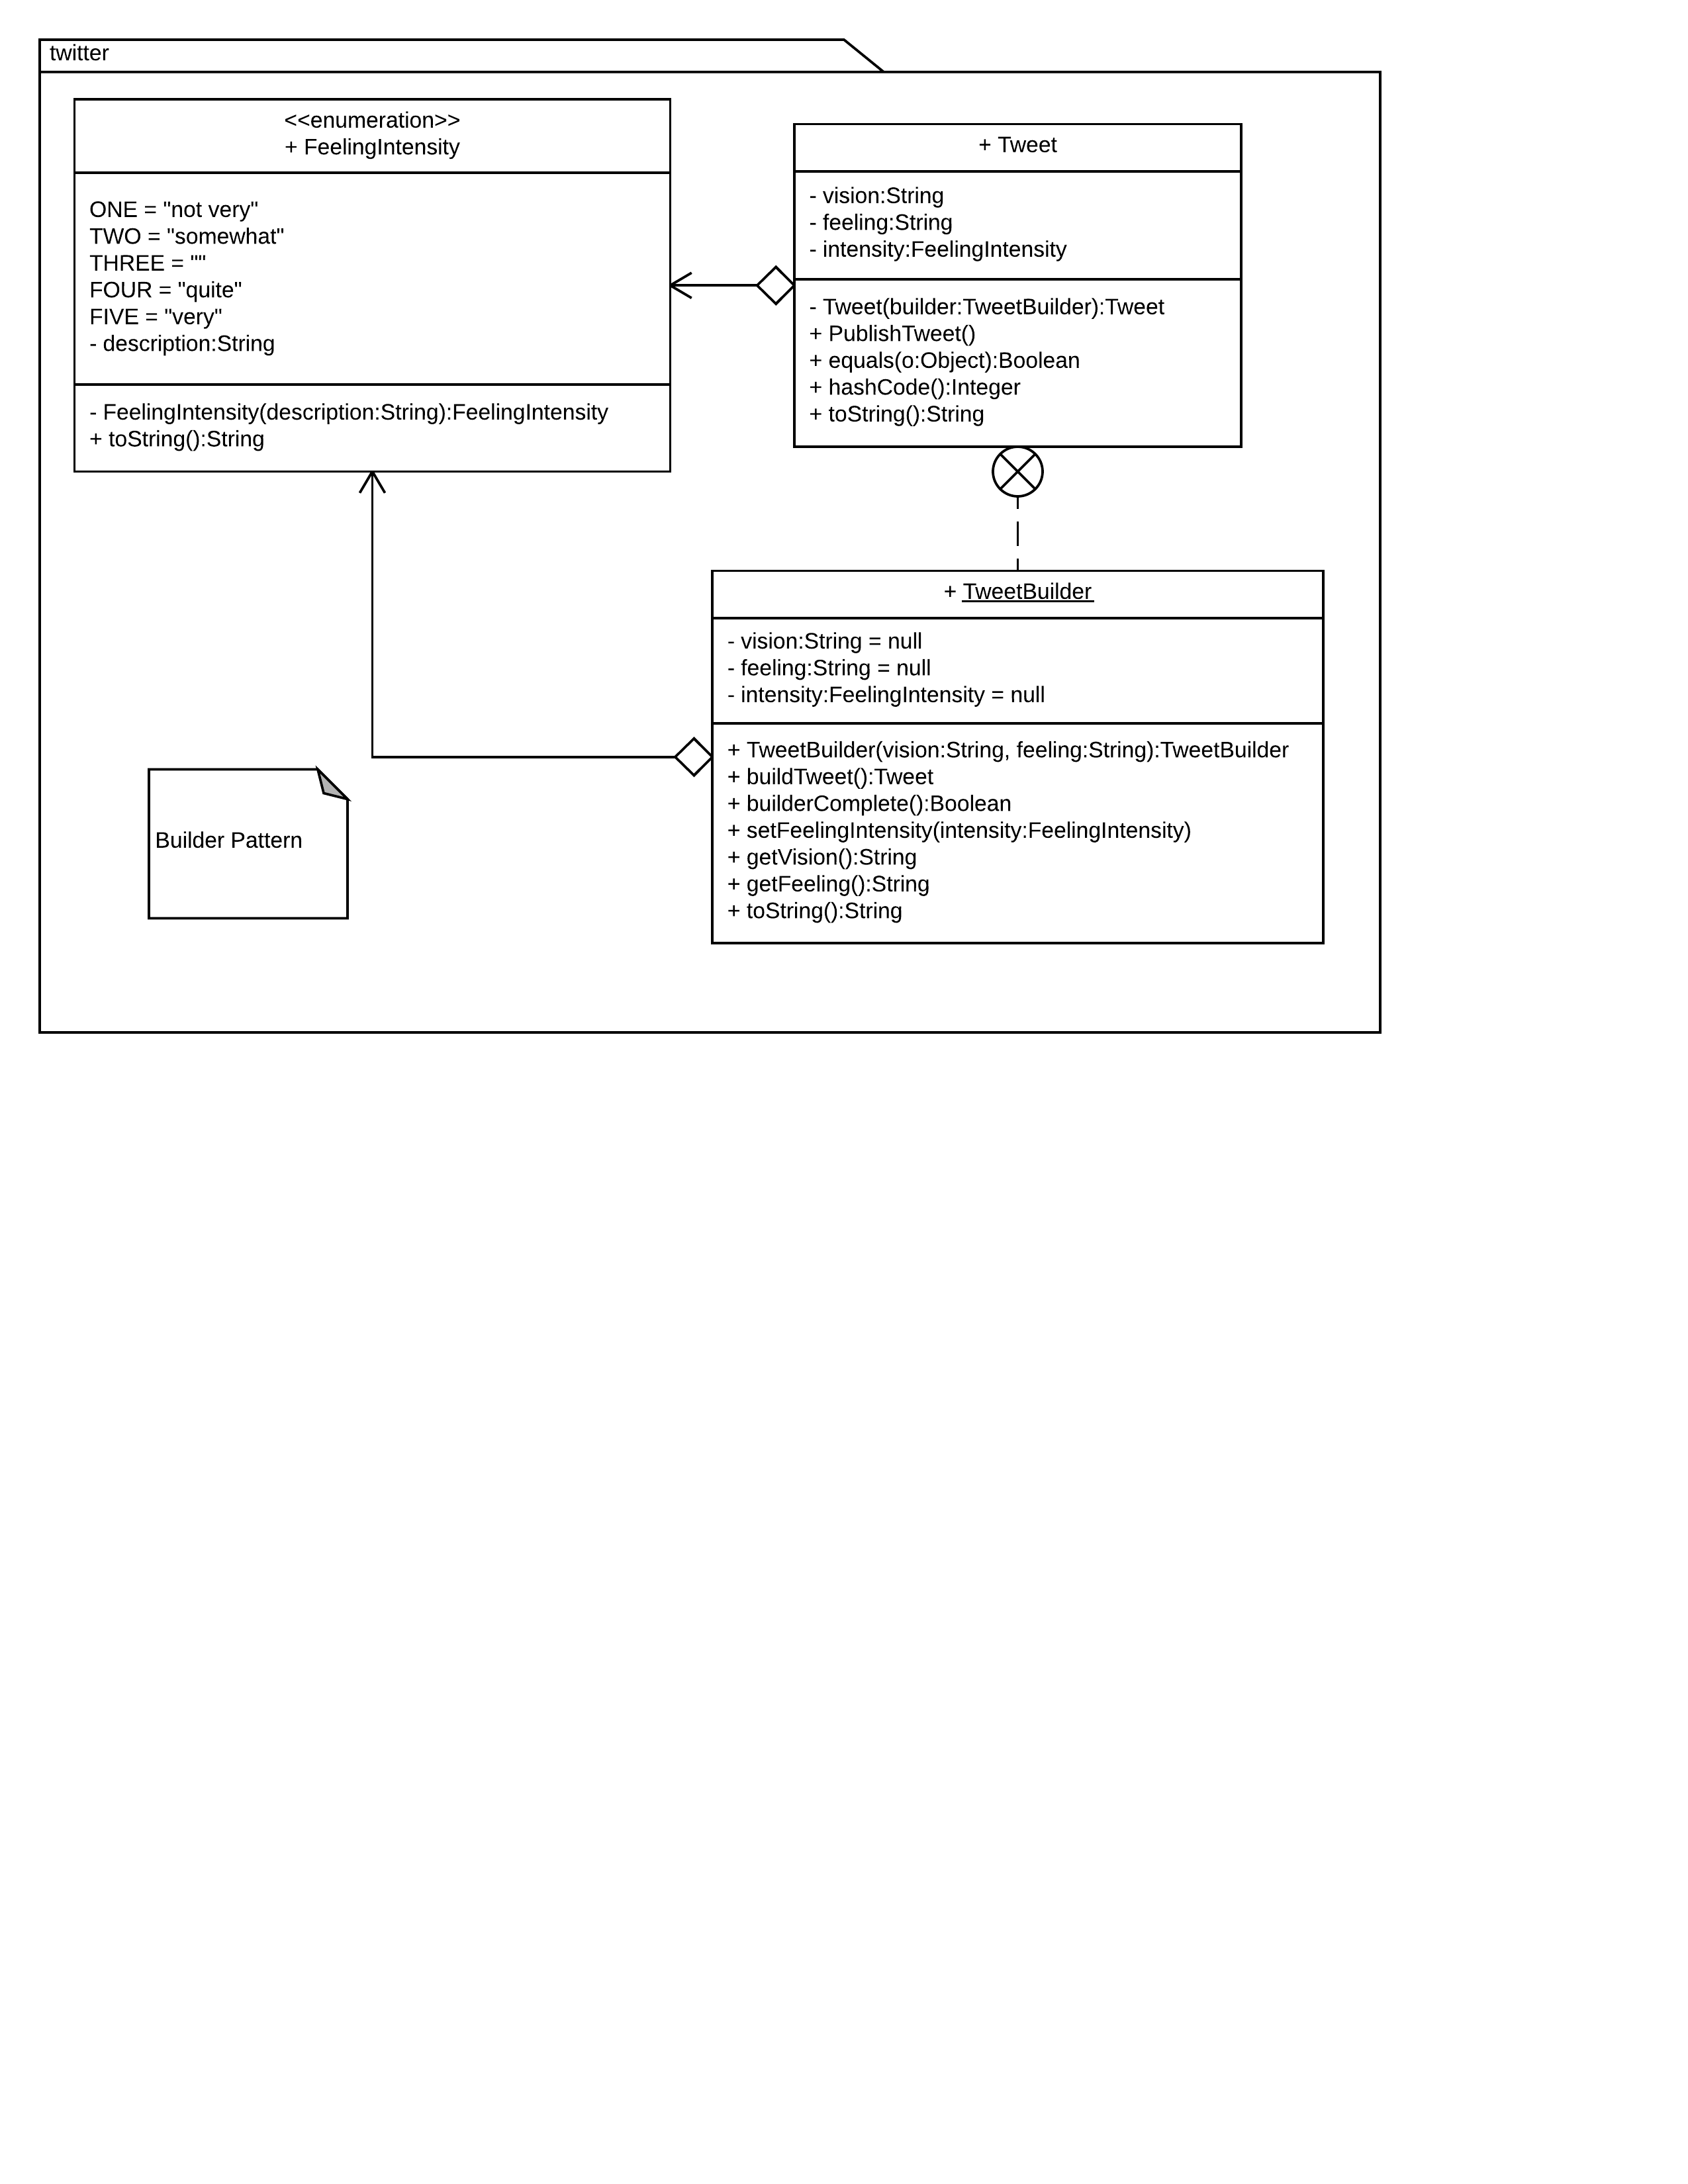 twitter
<<enumeration>>
+ FeelingIntensity
ONE = "not very"
TWO = "somewhat"
THREE = ""
FOUR = "quite"
FIVE = "very"
- description:String
- FeelingIntensity(description:String):FeelingIntensity
+ toString():String
+ Tweet
- vision:String
- feeling:String
- intensity:FeelingIntensity
- Tweet(builder:TweetBuilder):Tweet
+ PublishTweet()
+ equals(o:Object):Boolean
+ hashCode():Integer
+ toString():String
+ TweetBuilder
- vision:String = null
- feeling:String = null
- intensity:FeelingIntensity = null
+ TweetBuilder(vision:String, feeling:String):TweetBuilder
+ buildTweet():Tweet
+ builderComplete():Boolean
+ setFeelingIntensity(intensity:FeelingIntensity)
+ getVision():String
+ getFeeling():String
+ toString():String
Builder Pattern